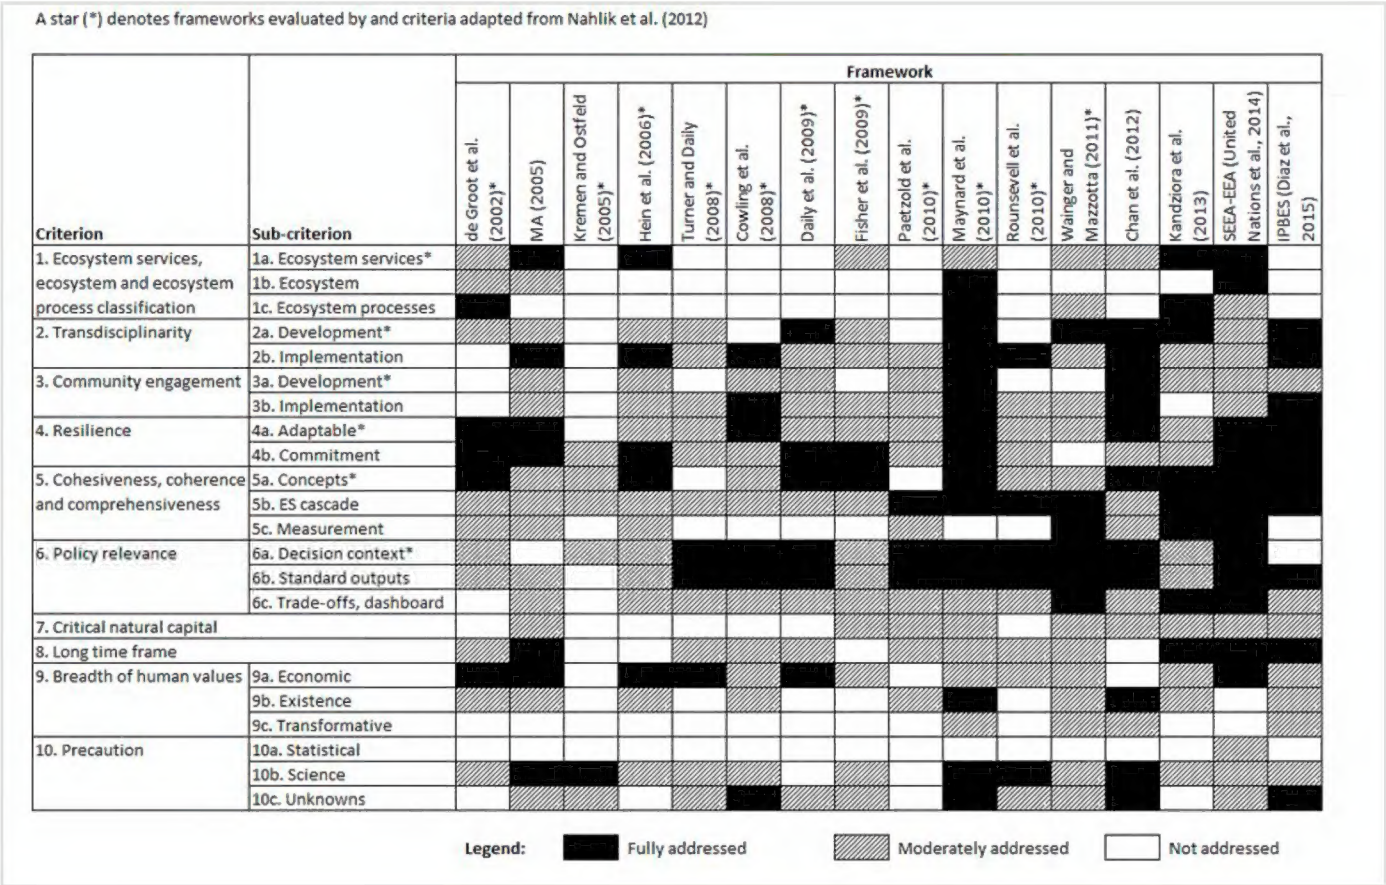 A star (*) denotes frameworks evaluated by and criteria adapted from Nahlik et al. (2012)
Framework
Criterion
Sub-criterion
de Groot et al. (2002)*
MA (2005)
Kremen and Ostfeld (2005)*
Hein et al. (2006)*
Turner and Daily (2008)*
Cowling et al. (2008)*
Daily et al. (2009)*
Fisher et al. (2009)*
Paetzold et al. (2010)*
Maynard et al. (2010)*
Rounsevell et al. (2010)*
Wainger and Mazzotta (2011)*
Chan et al. (2012)
Kandziora et al. (2013)
SEEA-EEA (United Nations et al., 2014)
IPBES (Diaz et al., 2015)
1. Ecosystem services, 1a. Ecosystem services*
ecosystem and ecosystem 1b. Ecosystem
process classification 1c. Ecosystem processes
2. Transdisciplinarity 2a. Development*
2b. Implementation
3. Community engagement 3a. Development*
3b. Implementation
4. Resilience 4a. Adaptable*
4b. Commitment
5. Cohesiveness, coherence 5a. Concepts*
and comprehensiveness 5b. ES cascade
5c. Measurement
6. Policy relevance 6a. Decision context*
6b. Standard outputs
6c. Trade-offs, dashboard
7. Critical natural capital
8. Long time frame
9. Breadth of human values 9a. Economic
9b. Existence
9c. Transformative
10. Precaution 10a. Statistical
10b. Science
10c. Unknowns
Legend: Fully addressed Moderately addressed Not addressed